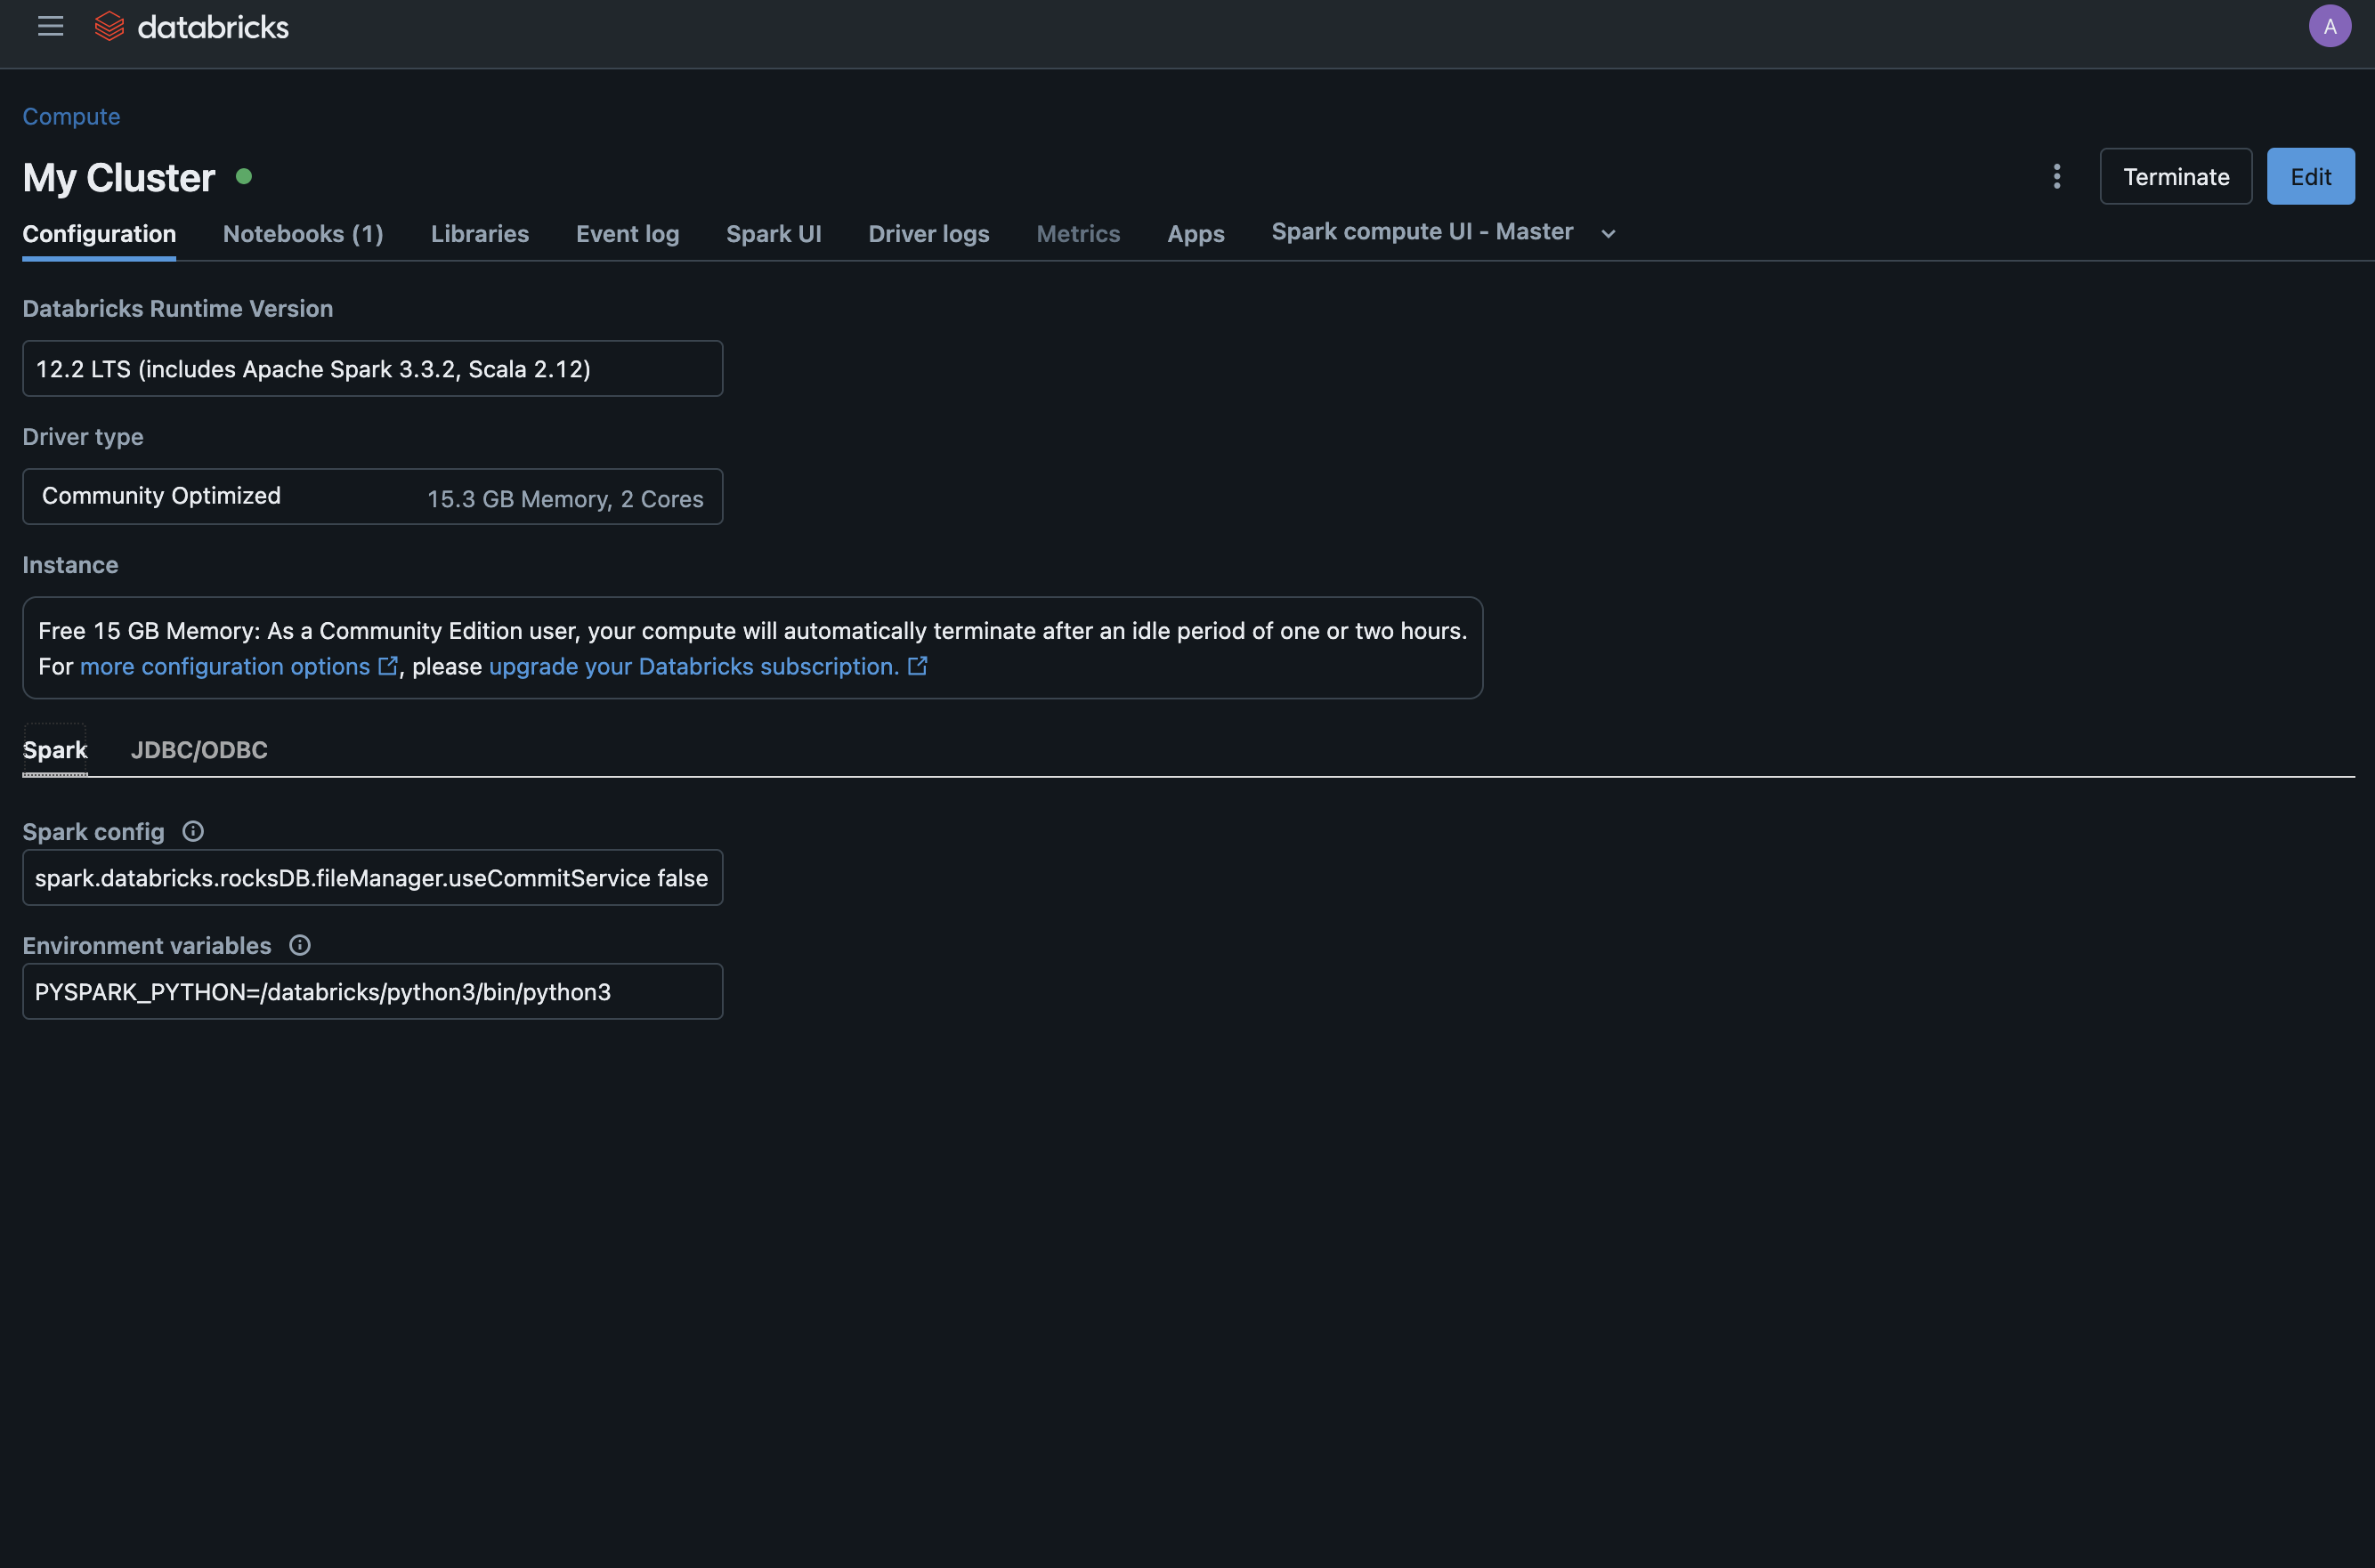 databricks
A
Compute
My Cluster
Terminate
Edit
Configuration Notebooks (1) Libraries Event log Spark UI Driver logs Metrics Apps Spark compute UI - Master
Databricks Runtime Version
12.2 LTS (includes Apache Spark 3.3.2, Scala 2.12)
Driver type
Community Optimized 15.3 GB Memory, 2 Cores
Instance
Free 15 GB Memory: As a Community Edition user, your compute will automatically terminate after an idle period of one or two hours.
For more configuration options, please upgrade your Databricks subscription.
Spark JDBC/ODBC
Spark config
spark.databricks.rocksDB.fileManager.useCommitService false
Environment variables
PYSPARK_PYTHON=/databricks/python3/bin/python3